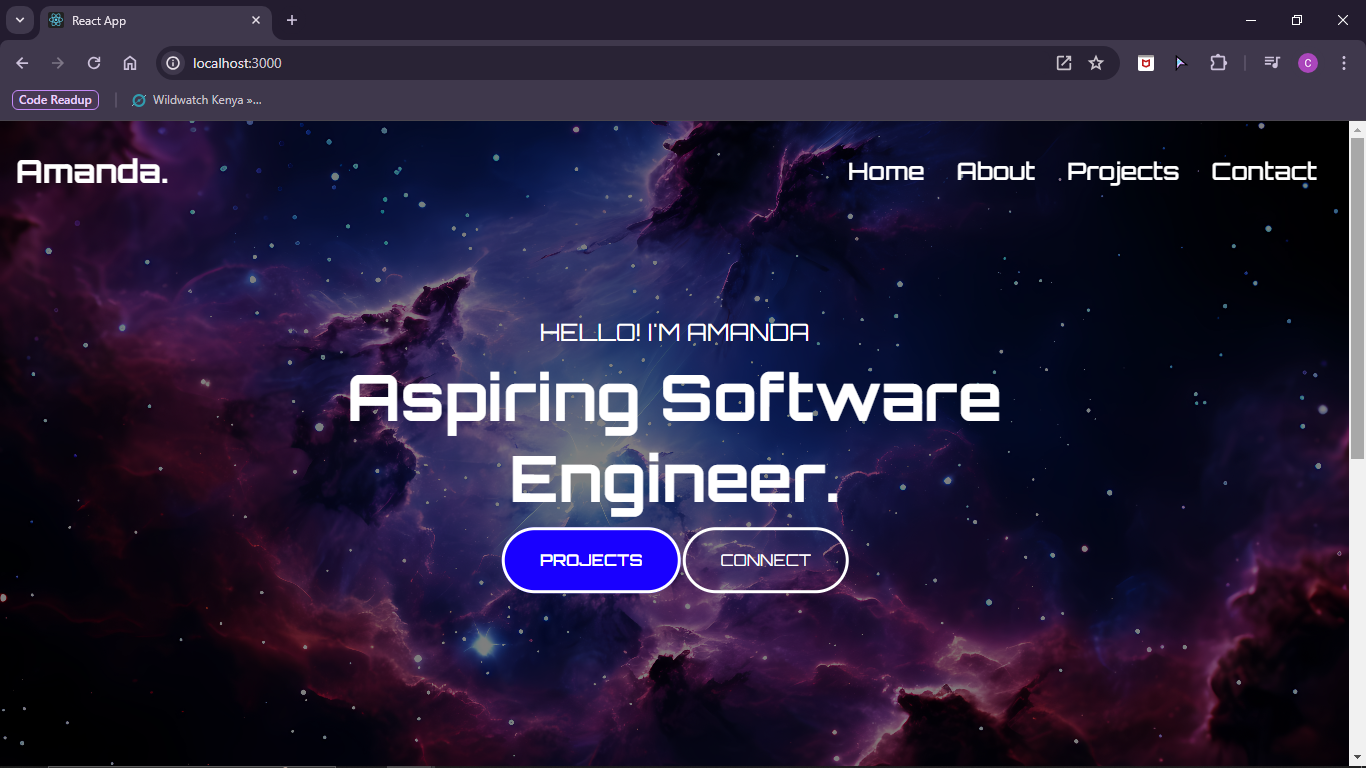 React App
localhost:3000
C
Code Readup
Wildwatch Kenya »...
Amanda.
Home About Projects Contact
HELLO! I'M AMANDA
Aspiring Software
Engineer.
PROJECTS CONNECT